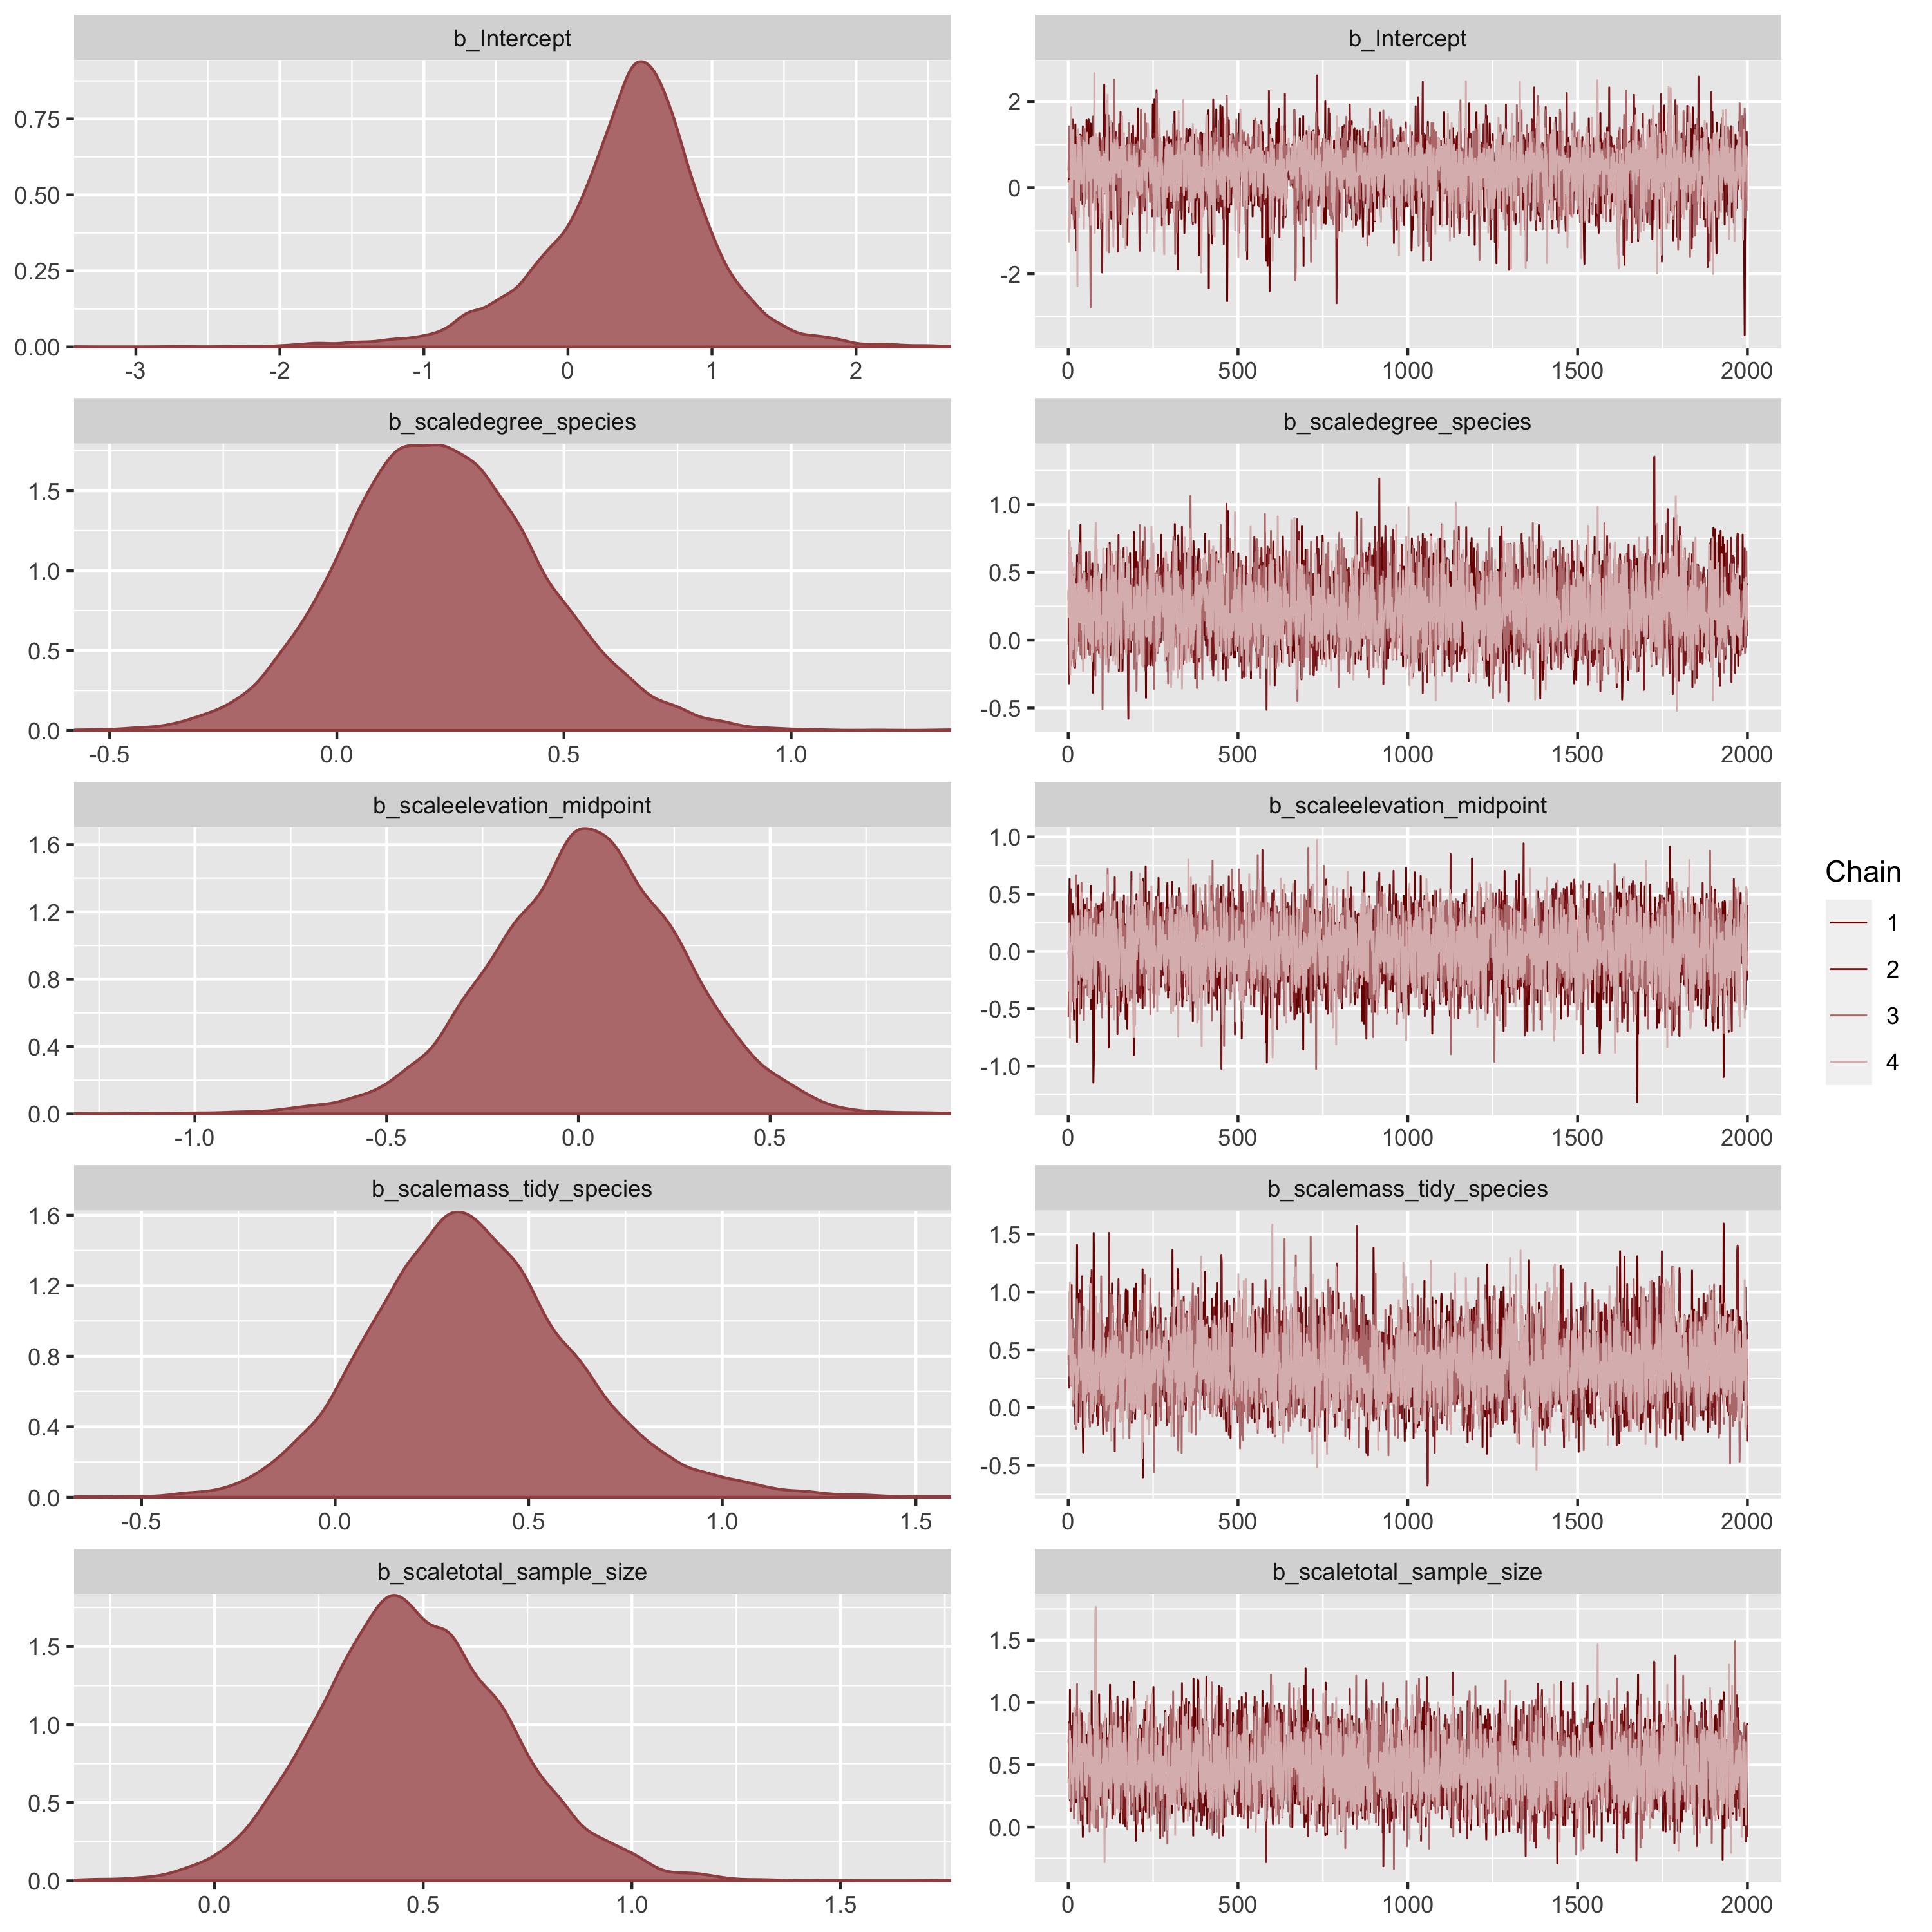 b_Intercept
b_Intercept
0.75
0.50
0.25
0.00
-3 -2 -1 0 1 2
2
0
-2
0 500 1000 1500 2000
b_scaledegree_species
b_scaledegree_species
1.5
1.0
0.5
0.0
-0.5 0.0 0.5 1.0
1.0
0.5
0.0
-0.5
0 500 1000 1500 2000
b_scaleelevation_midpoint
b_scaleelevation_midpoint
1.6
1.2
0.8
0.4
0.0
-1.0 -0.5 0.0 0.5
1.0
0.5
0.0
-0.5
-1.0
0 500 1000 1500 2000
Chain
1
2
3
4
b_scalemass_tidy_species
b_scalemass_tidy_species
1.6
1.2
0.8
0.4
0.0
-0.5 0.0 0.5 1.0 1.5
1.5
1.0
0.5
0.0
-0.5
0 500 1000 1500 2000
b_scaletotal_sample_size
b_scaletotal_sample_size
1.5
1.0
0.5
0.0
0.0 0.5 1.0 1.5
1.5
1.0
0.5
0.0
0 500 1000 1500 2000